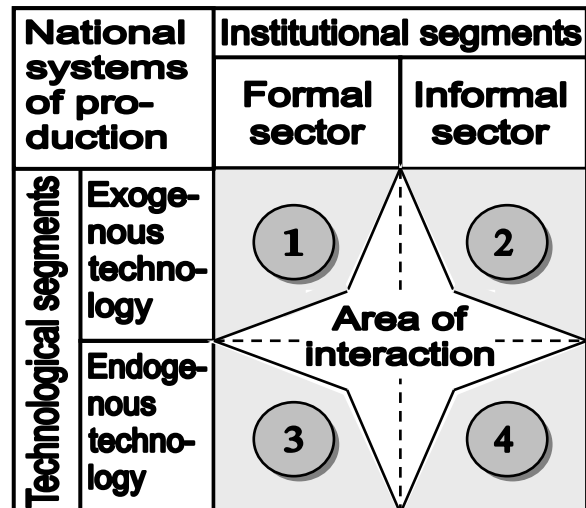 National
systems
of pro-
duction
Institutional segments
Formal
sector
Informal
sector
Technological segments
Exoge-
nous
techno-
logy
1
2
Area of
interaction
Endoge-
nous
techno-
logy
3
4